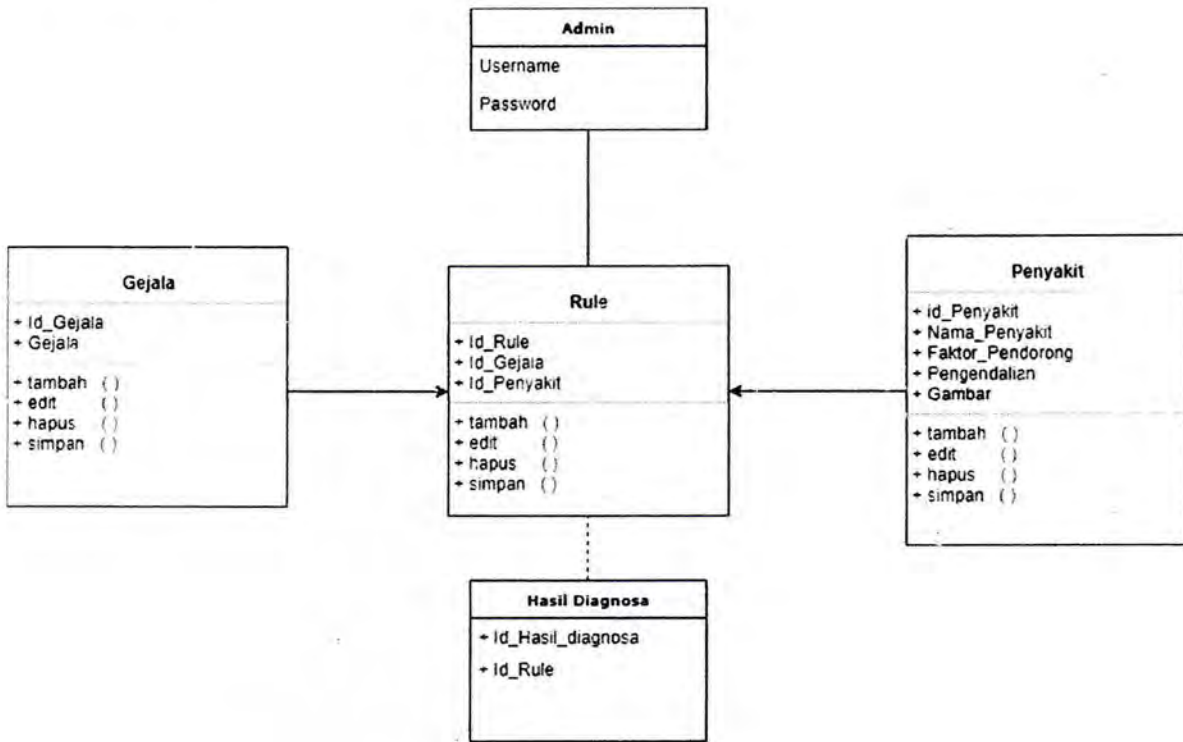 Admin
Username
Password
Gejala
+ Id_Gejala
+ Gejala
+ tambah ( )
+ edit ( )
+ hapus ( )
+ simpan ( )
Rule
+ Id_Rule
+ Id_Gejala
+ Id_Penyakit
+ tambah ( )
+ edit ( )
+ hapus ( )
+ simpan ( )
Penyakit
+ id_Penyakit
+ Nama_Penyakit
+ Faktor_Pendorong
+ Pengendalian
+ Gambar
+ tambah ( )
+ edit ( )
+ hapus ( )
+ simpan ( )
Hasil Diagnosa
+ Id_Hasil_diagnosa
+ Id_Rule